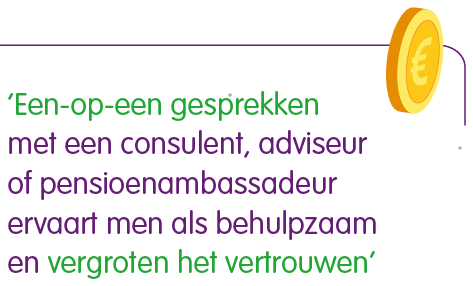 ‘Een-op-een gesprekken
met een consulent, adviseur
of pensioenambassadeur
ervaart men als behulpzaam
en vergroten het vertrouwen’
€